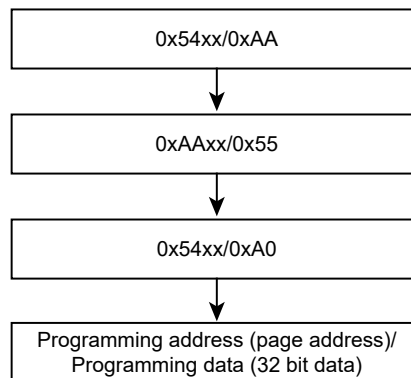 0x54xx/0xAA
0xAAxx/0x55
0x54xx/0xA0
Programming address (page address)/
Programming data (32 bit data)